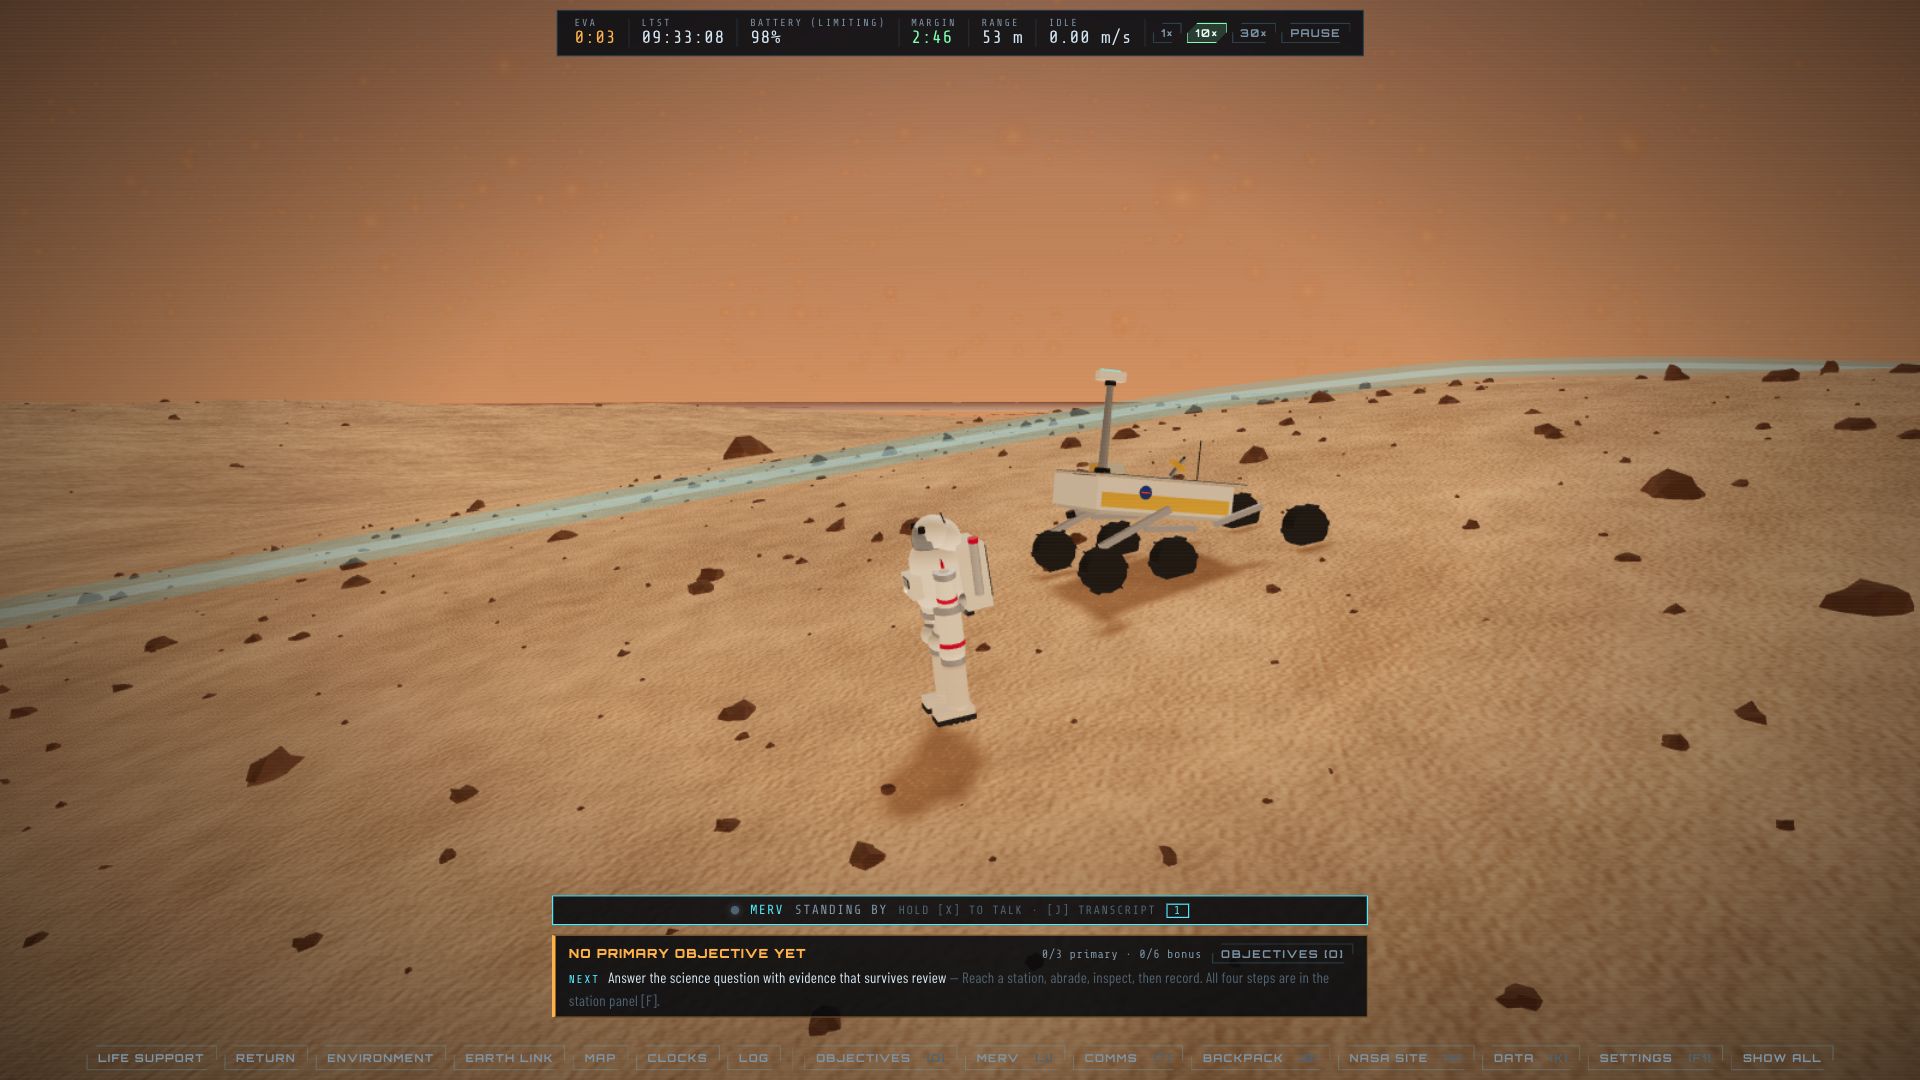 EVA LTST BATTERY (LIMITING) MARGIN RANGE IDLE
0:03 09:33:08 98% 2:46 53 m 0.00 m/s 1x 10x 30x PAUSE
MERV STANDING BY HOLD [X] TO TALK · [J] TRANSCRIPT 1
NO PRIMARY OBJECTIVE YET 0/3 primary · 0/6 bonus OBJECTIVES [O]
NEXT Answer the science question with evidence that survives review — Reach a station, abrade, inspect, then record. All four steps are in the
station panel [F].
LIFE SUPPORT RETURN ENVIRONMENT EARTH LINK MAP CLOCKS LOG OBJECTIVES MERV COMMS BACKPACK NASA SITE DATA SETTINGS SHOW ALL